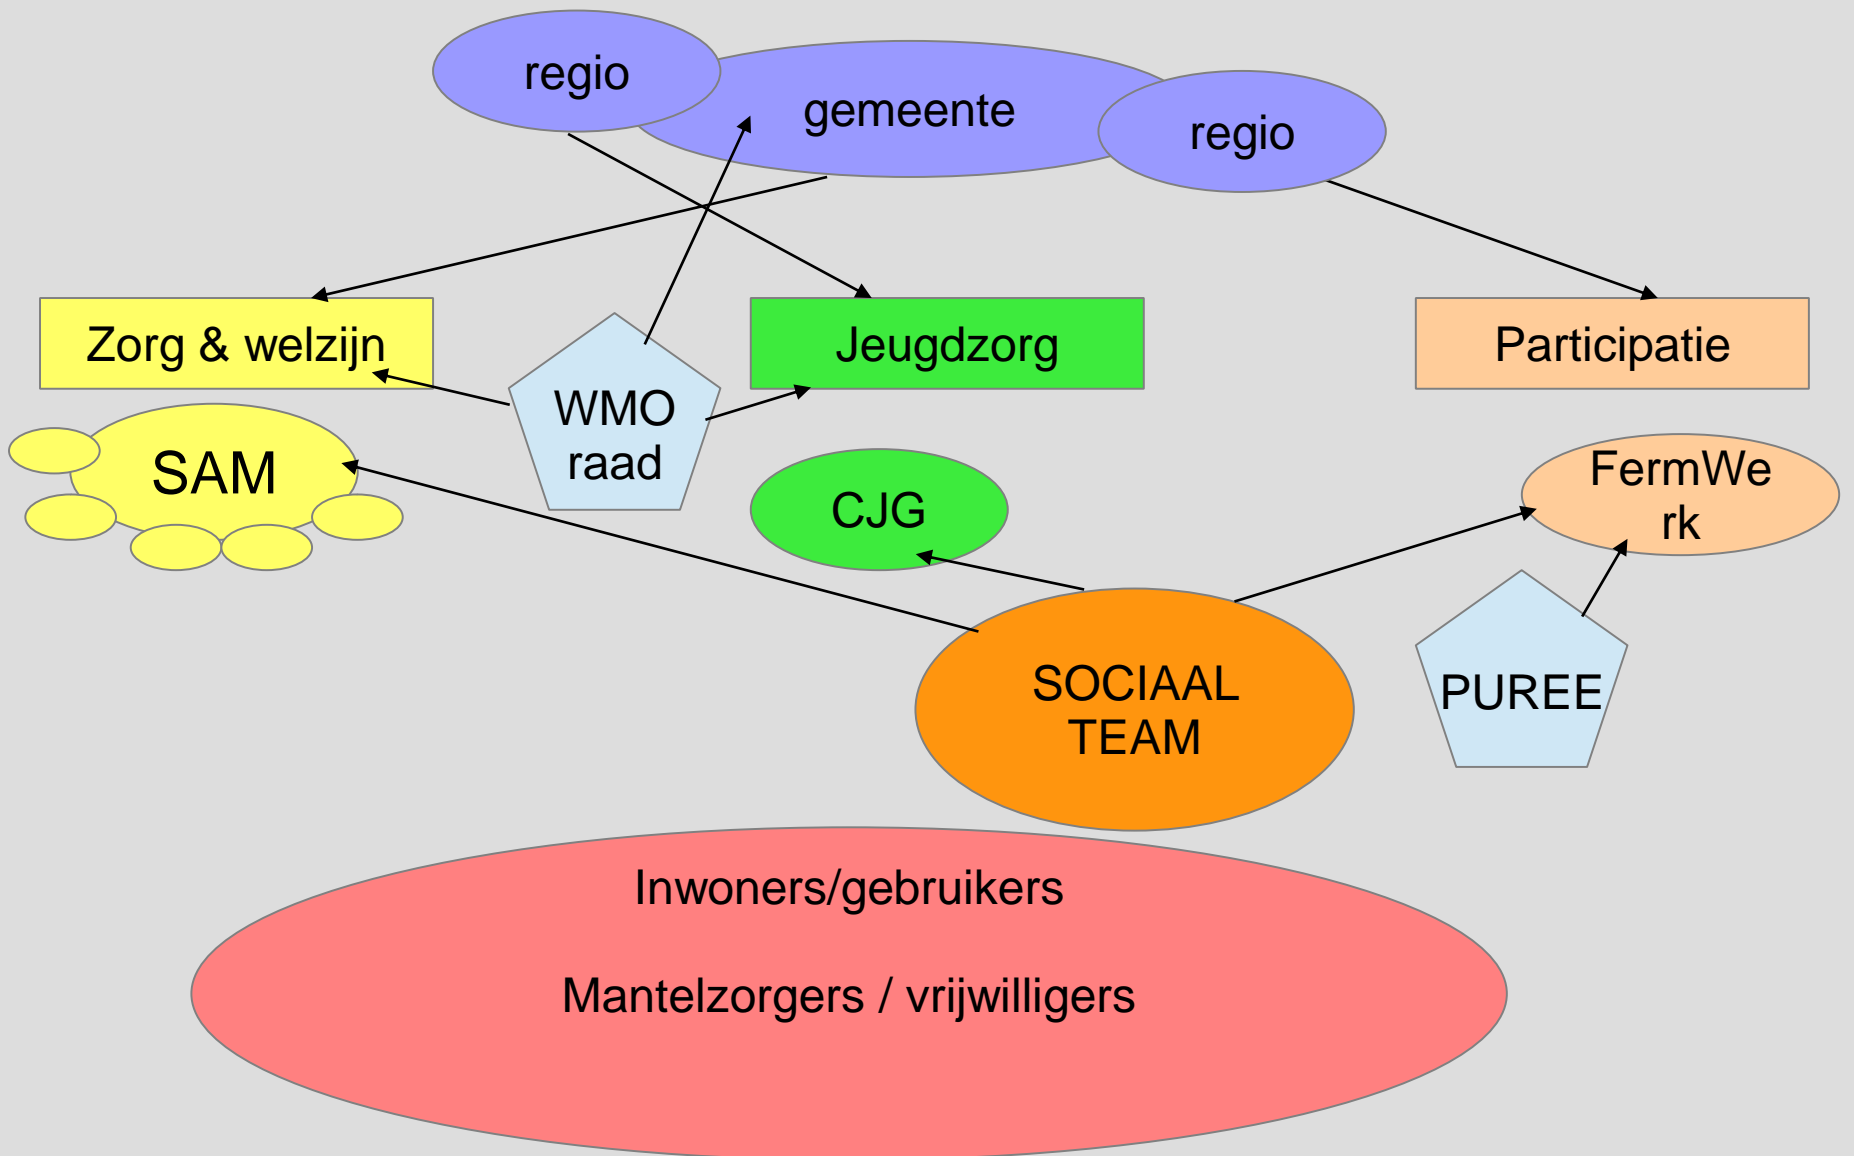 regio
gemeente
regio
Zorg & welzijn
Jeugdzorg
Participatie
WMO
raad
SAM
CJG
FermWe
rk
SOCIAAL
TEAM
PUREE
Inwoners/gebruikers
Mantelzorgers / vrijwilligers